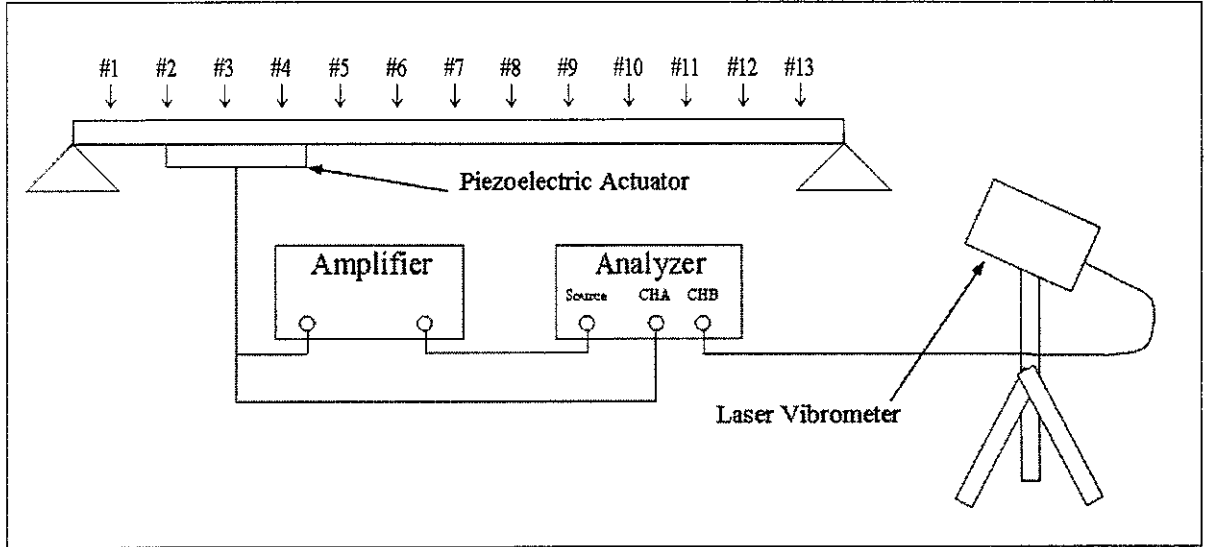 #1 #2 #3 #4 #5 #6 #7 #8 #9 #10 #11 #12 #13
Piezoelectric Actuator
Amplifier
Analyzer
Source CHA CHB
Laser Vibrometer